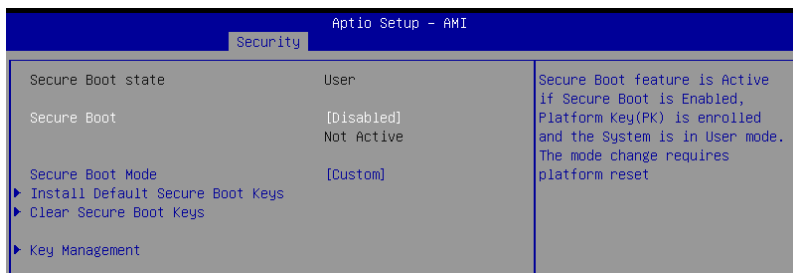 Aptio Setup – AMI
Security
Secure Boot state User
Secure Boot [Disabled]
Not Active
Secure Boot Mode [Custom]
Install Default Secure Boot Keys
Clear Secure Boot Keys
Key Management
Secure Boot feature is Active
if Secure Boot is Enabled,
Platform Key(PK) is enrolled
and the System is in User mode.
The mode change requires
platform reset